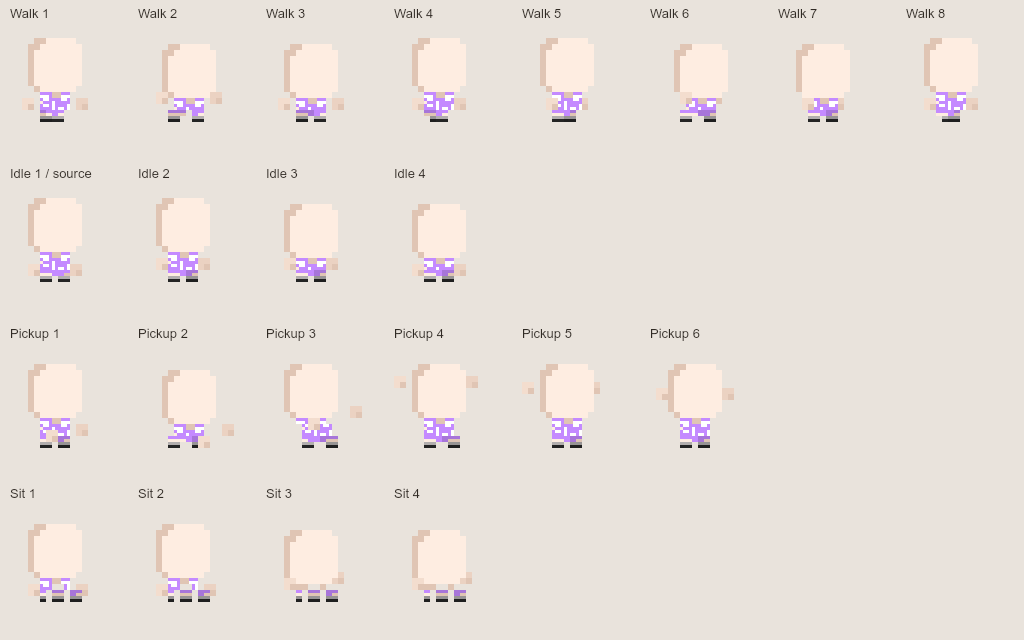 Walk 1 Walk 2 Walk 3 Walk 4 Walk 5 Walk 6 Walk 7 Walk 8
Idle 1 / source Idle 2 Idle 3 Idle 4
Pickup 1 Pickup 2 Pickup 3 Pickup 4 Pickup 5 Pickup 6
Sit 1 Sit 2 Sit 3 Sit 4